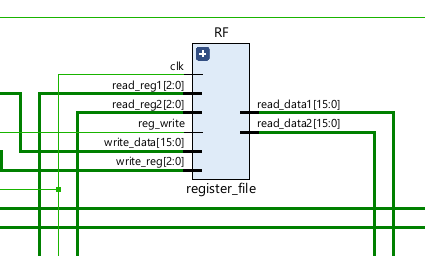 RF
clk
read_reg1[2:0]
read_reg2[2:0]
reg_write
write_data[15:0]
write_reg[2:0]
read_data1[15:0]
read_data2[15:0]
register_file